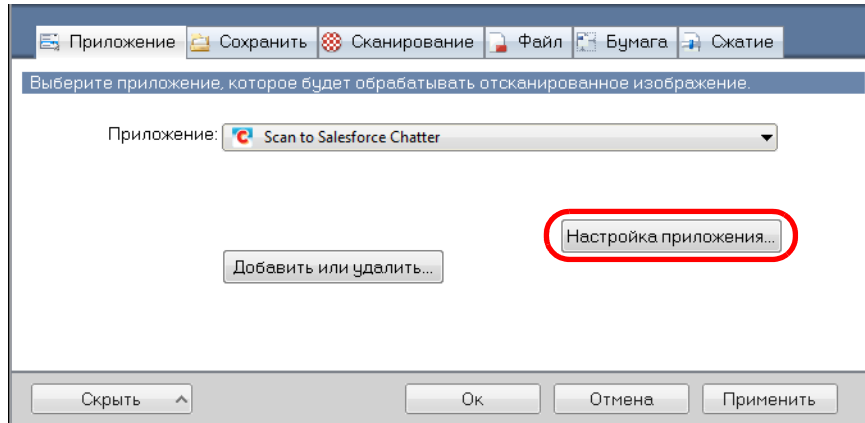 Приложение Сохранить Сканирование Файл Бумага Сжатие
Выберите приложение, которое будет обрабатывать отсканированное изображение.
Приложение: Scan to Salesforce Chatter
Настройка приложения...
Добавить или удалить...
Скрыть Ок Отмена Применить